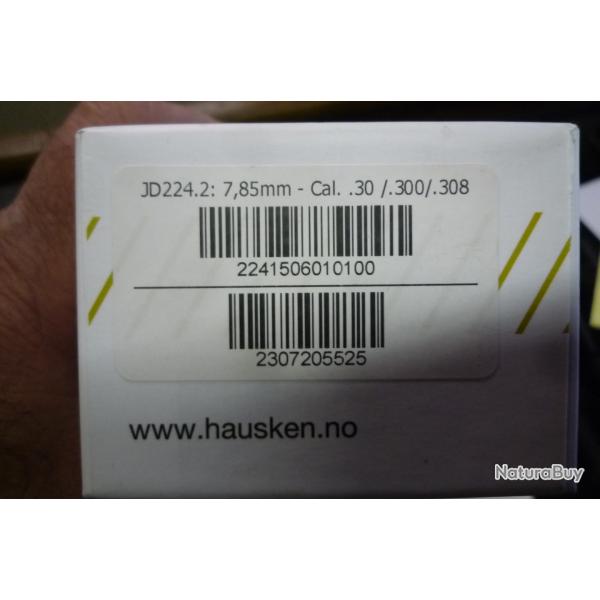 JD224.2: 7,85mm - Cal. .30 /.300/.308
2241506010100
2307205525
www.hausken.no
NaturaBuy